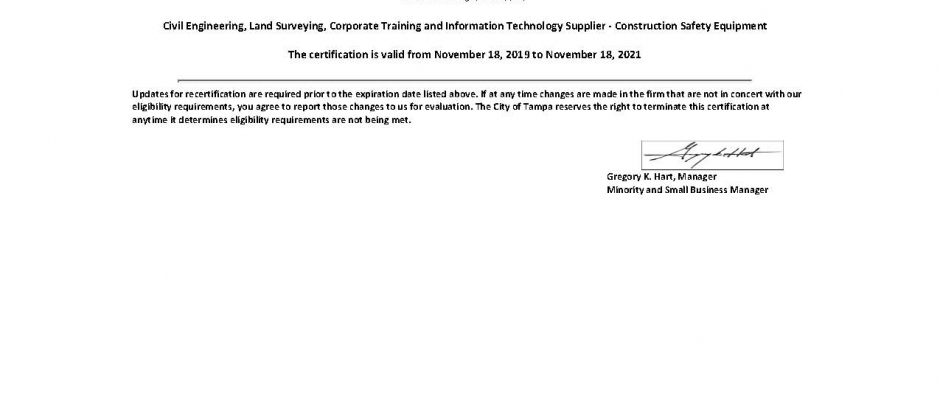 Civil Engineering, Land Surveying, Corporate Training and Information Technology Supplier - Construction Safety Equipment
The certification is valid from November 18, 2019 to November 18, 2021
Updates for recertification are required prior to the expiration date listed above. If at any time changes are made in the firm that are not in concert with our
eligibility requirements, you agree to report those changes to us for evaluation. The City of Tampa reserves the right to terminate this certification at
anytime it determines eligibility requirements are not being met.
Gregory K. Hart, Manager
Minority and Small Business Manager